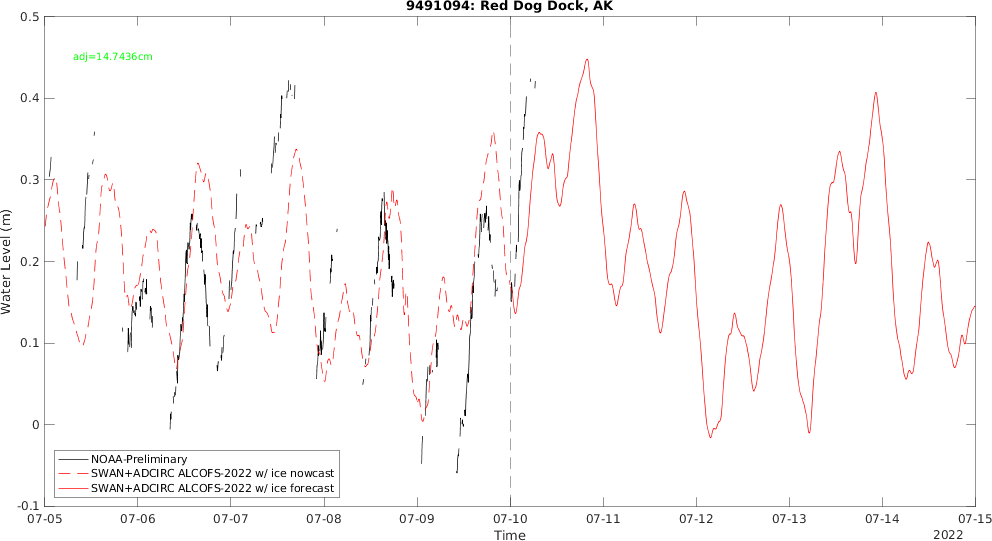 9491094: Red Dog Dock, AK
adj=14.7436cm
Water Level (m)
0.5
0.4
0.3
0.2
0.1
0
-0.1
NOAA-Preliminary
SWAN+ADCIRC ALCOFS-2022 w/ ice nowcast
SWAN+ADCIRC ALCOFS-2022 w/ ice forecast
07-05 07-06 07-07 07-08 07-09 07-10 07-11 07-12 07-13 07-14 07-15
Time
2022